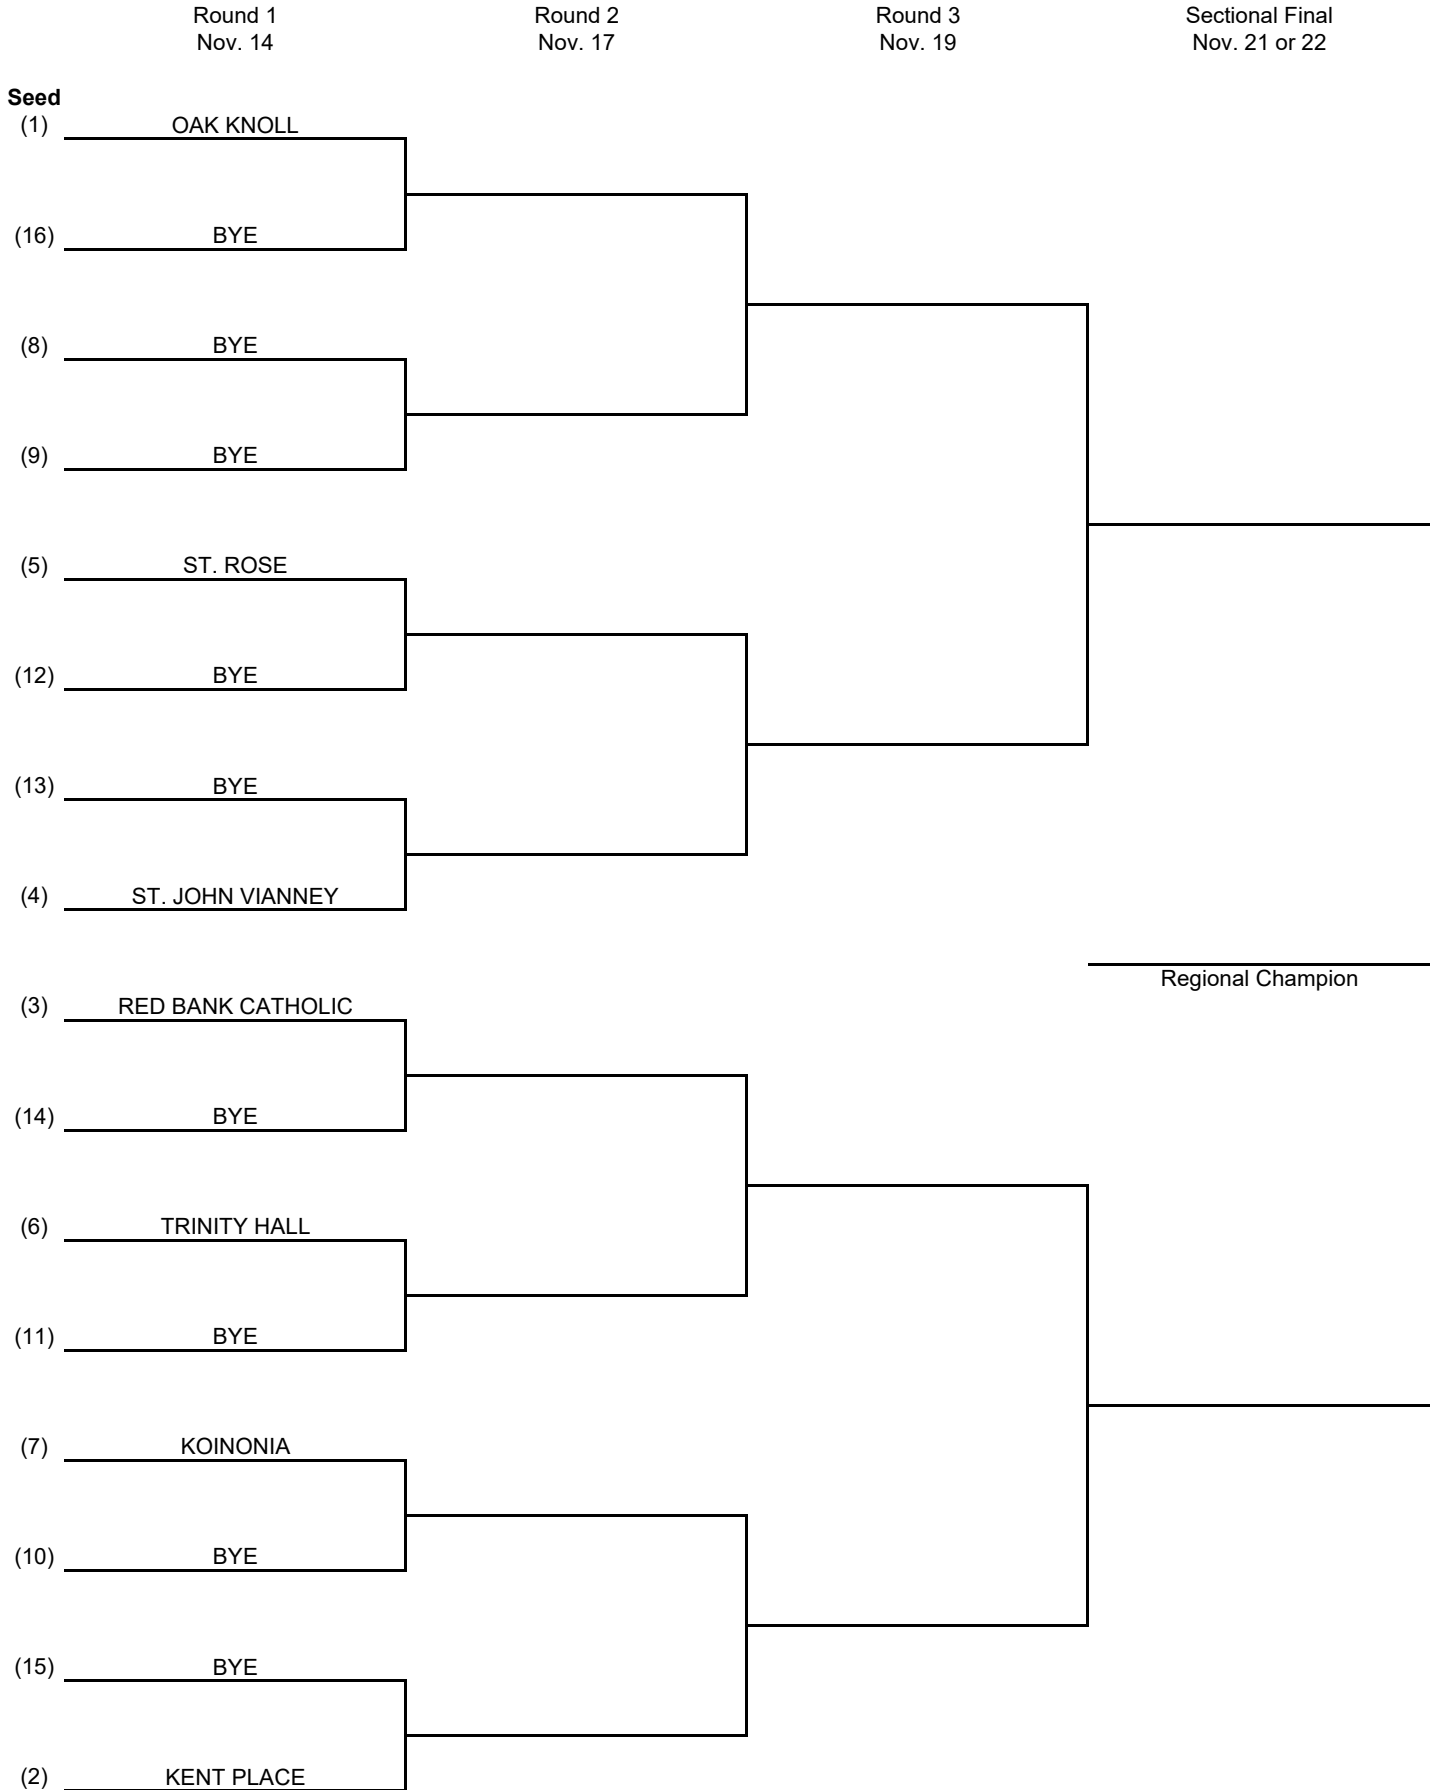 Round 1 Round 2 Round 3 Sectional Final
Nov. 14 Nov. 17 Nov. 19 Nov. 21 or 22
Seed
(1) OAK KNOLL
(16) BYE
(8) BYE
(9) BYE
(5) ST. ROSE
(12) BYE
(13) BYE
(4) ST. JOHN VIANNEY
Regional Champion
(3) RED BANK CATHOLIC
(14) BYE
(6) TRINITY HALL
(11) BYE
(7) KOINONIA
(10) BYE
(15) BYE
(2) KENT PLACE